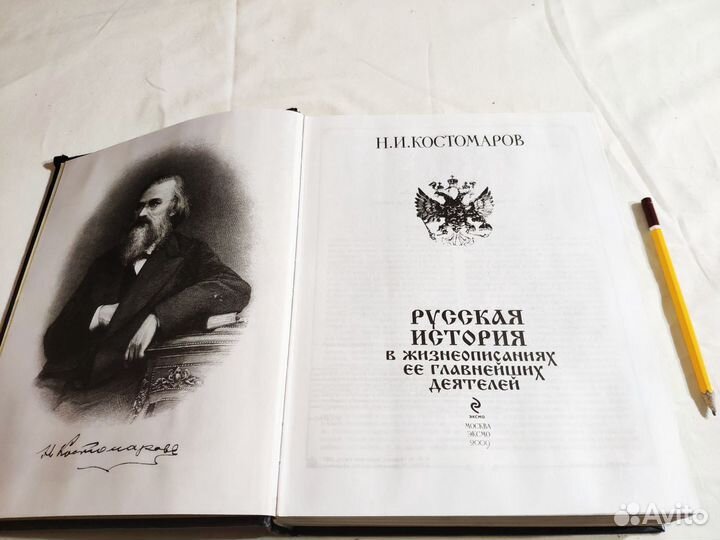 Н.И.КОСТОМАРОВ
РУССКАЯ
ИСТОРИЯ
В ЖИЗНЕОПИСАНИЯХ
ЕЕ ГЛАВНЕЙШИХ
ДЕЯТЕЛЕЙ
ЭКСМО
МОСКВА
ЭКСМО
2009
Н. Костомаровъ
Avito